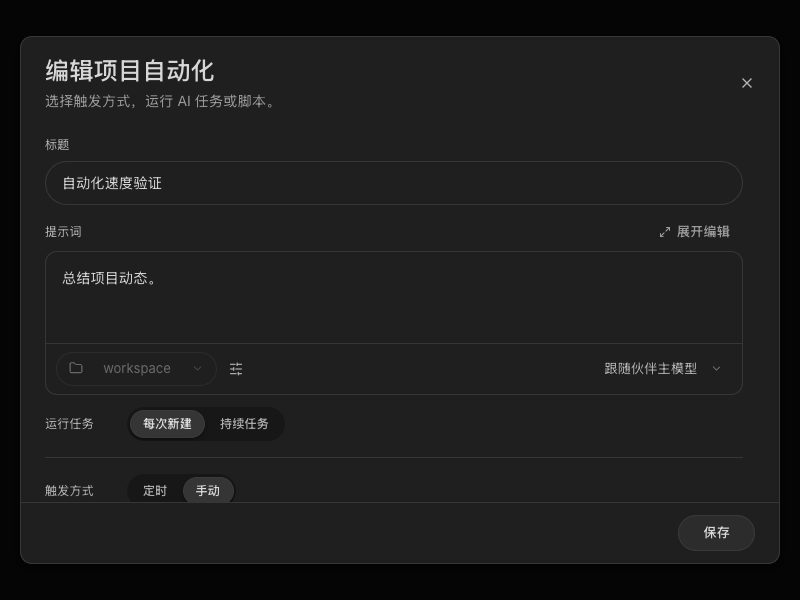 编辑项目自动化
选择触发方式，运行 AI 任务或脚本。
标题
自动化速度验证
提示词
展开编辑
总结项目动态。
workspace
跟随伙伴主模型
运行任务 每次新建 持续任务
触发方式 定时 手动
保存